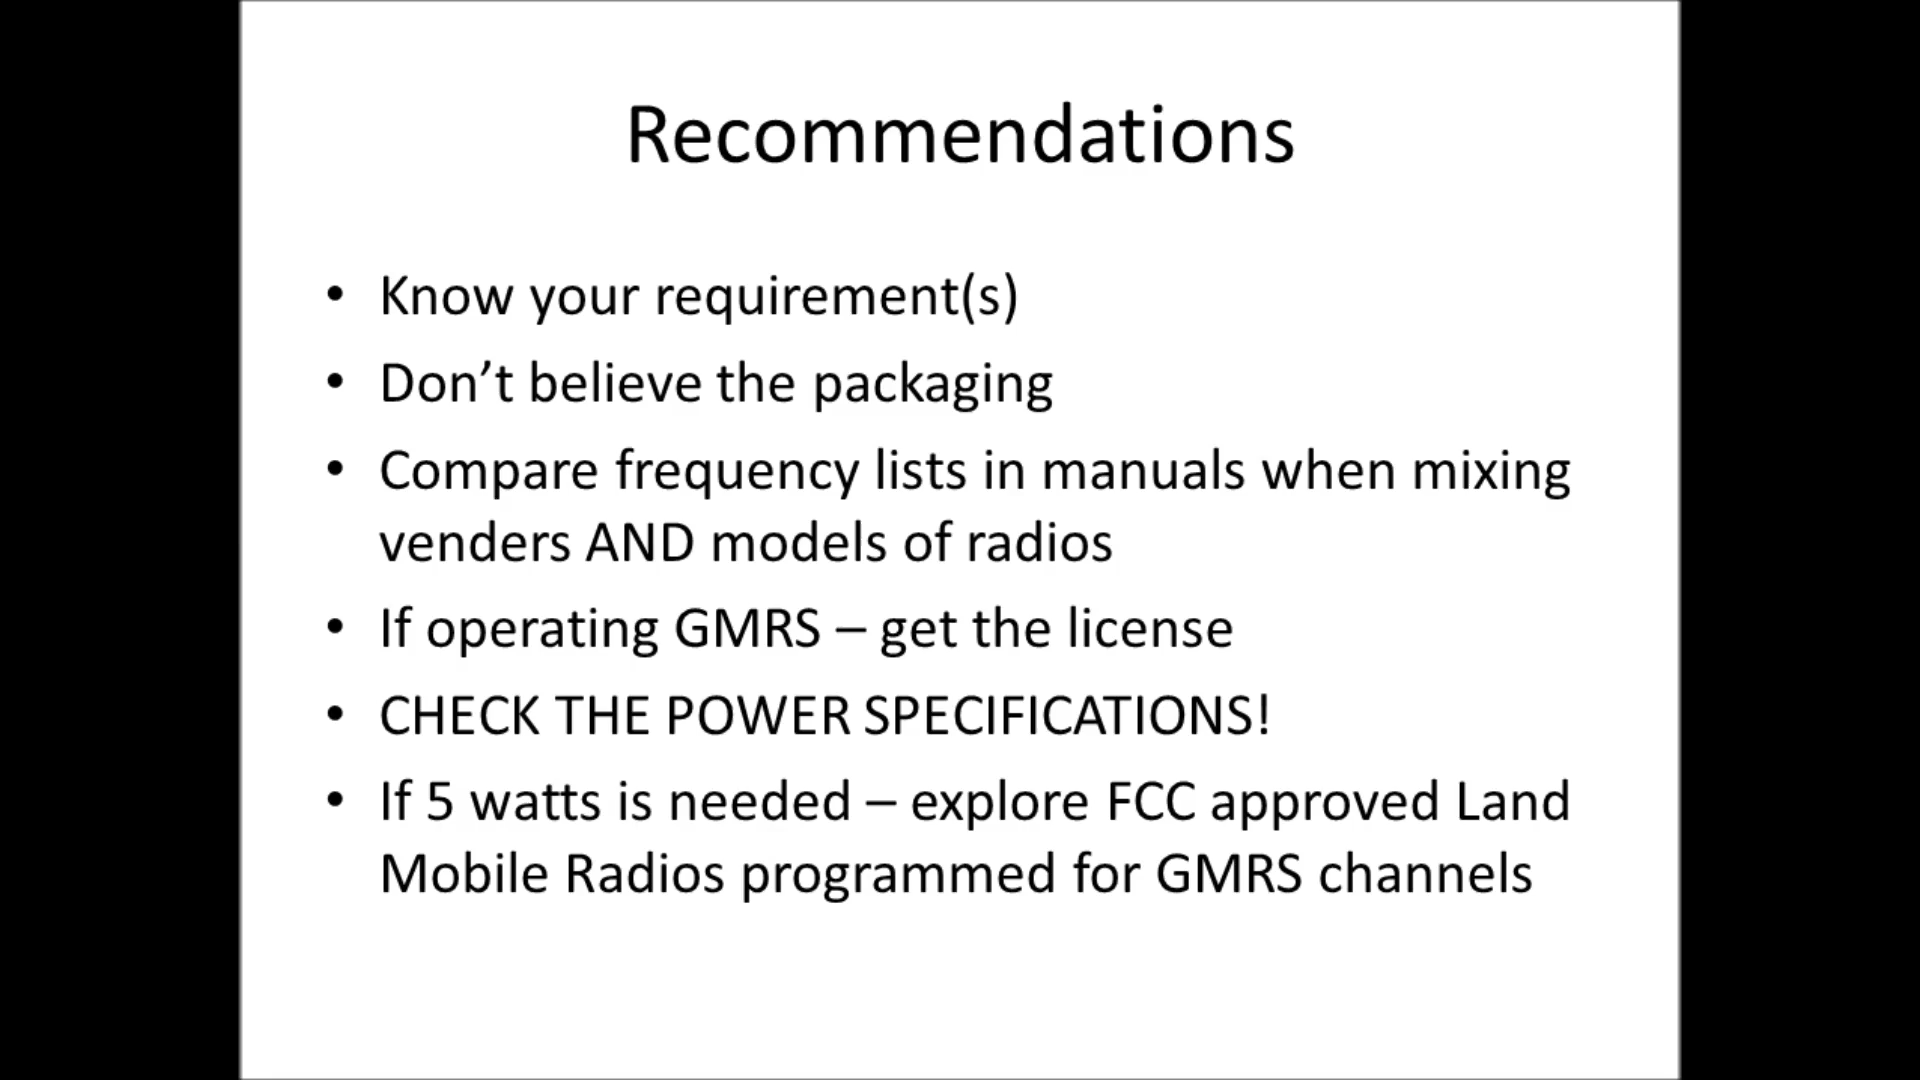 Recommendations
• Know your requirement(s)
• Don’t believe the packaging
• Compare frequency lists in manuals when mixing
venders AND models of radios
• If operating GMRS – get the license
• CHECK THE POWER SPECIFICATIONS!
• If 5 watts is needed – explore FCC approved Land
Mobile Radios programmed for GMRS channels